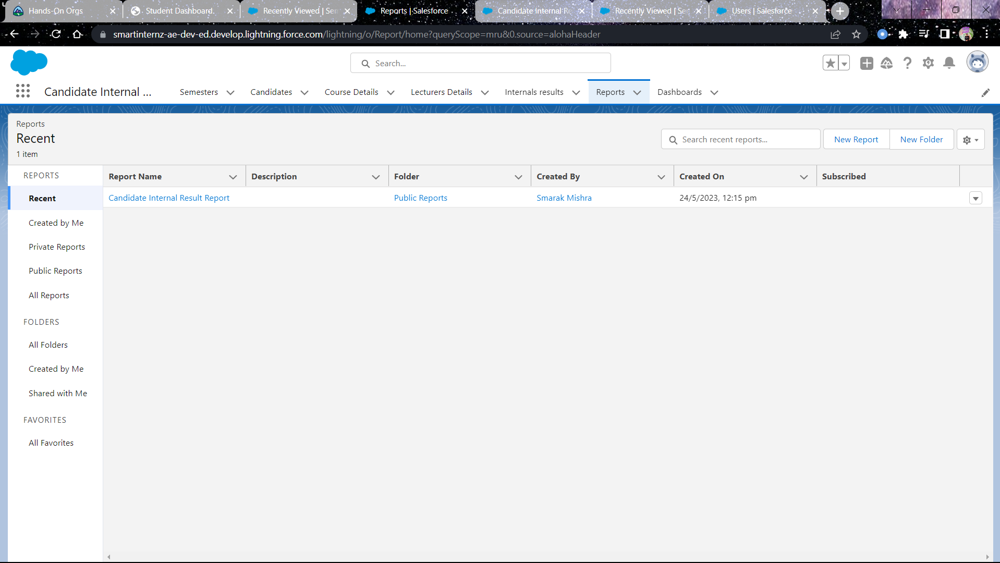 Hands-On Orgs
Student Dashboard.
Recently Viewed | Sem
Reports | Salesforce
Candidate Internal Re
Recently Viewed | Sem
Users | Salesforce
smartinternz-ae-dev-ed.develop.lightning.force.com/lightning/o/Report/home?queryScope=mru&0.source=alohaHeader
Search...
Candidate Internal ...
Semesters
Candidates
Course Details
Lecturers Details
Internals results
Reports
Dashboards
Reports
Recent
1 item
Search recent reports...
New Report
New Folder
REPORTS
Recent
Created by Me
Private Reports
Public Reports
All Reports
FOLDERS
All Folders
Created by Me
Shared with Me
FAVORITES
All Favorites
Report Name Description Folder Created By Created On Subscribed
Candidate Internal Result Report Public Reports Smarak Mishra 24/5/2023, 12:15 pm